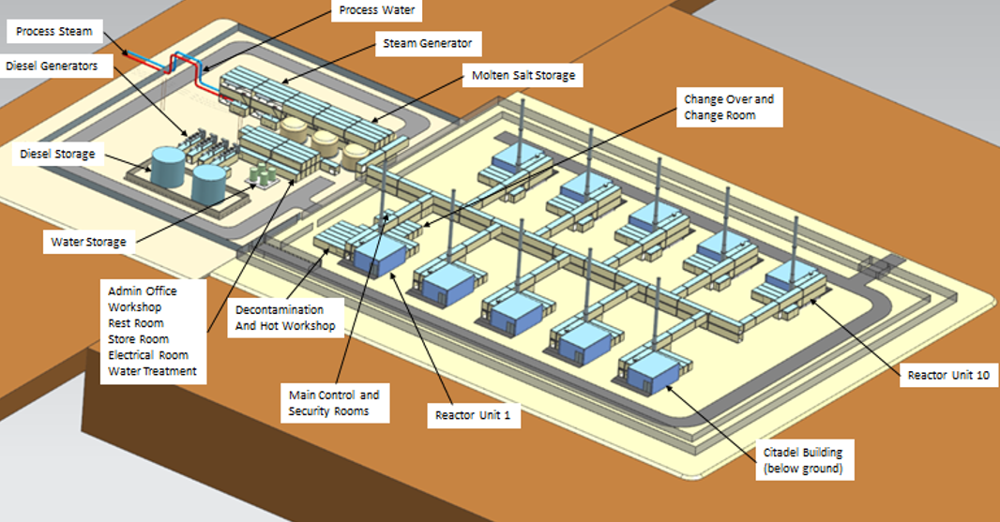 Process Water
Process Steam
Steam Generator
Diesel Generators
Molten Salt Storage
Change Over and
Change Room
Diesel Storage
Water Storage
Admin Office
Workshop
Rest Room
Store Room
Electrical Room
Water Treatment
Decontamination
And Hot Workshop
Main Control and
Security Rooms
Reactor Unit 1
Reactor Unit 10
Citadel Building
(below ground)